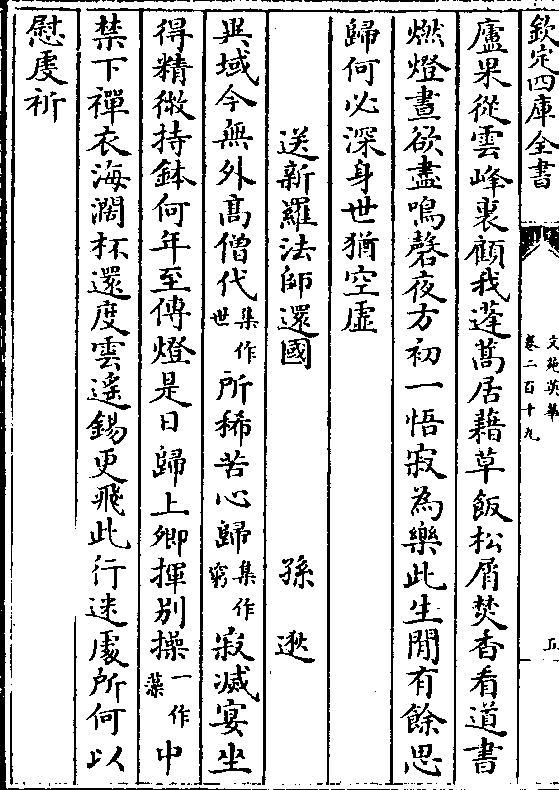 欽定四庫全書
文苑英華
卷二百十九
五
廬果從雲峰裏顧我蓬蒿居藉草飯松屑焚香看道書
燃燈晝欲盡鳴磬夜方初一悟寂為樂此生閒有餘思
歸何必深身世猶空虛
送新羅法師還國
孫逖
異域今無外高僧代集作世所稀苦心歸集作窮寂滅宴坐
得精微持鉢何年至傳燈是日歸上卿揮别操一作藻中
禁下禪衣海濶杯還度雲遥錫更飛此行迷處所何以
慰虔祈